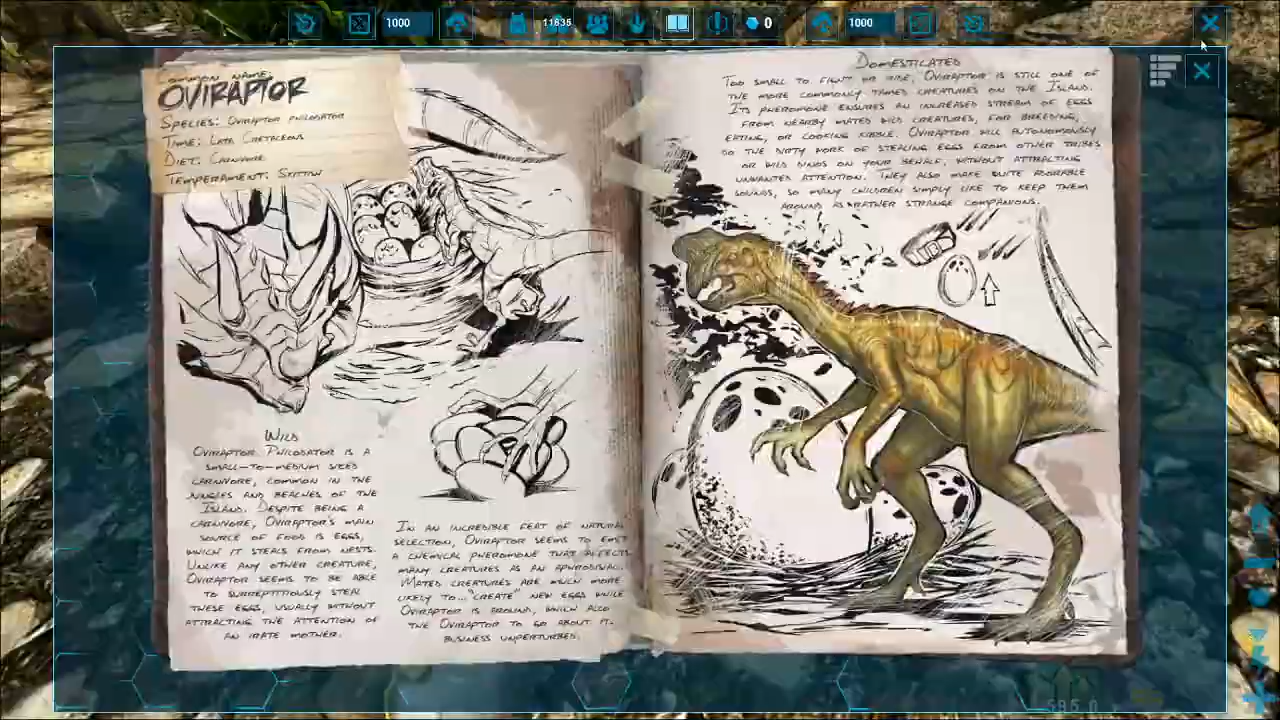 1000
11835
0
1000
Common Name:
Oviraptor
Species: Oviraptor philodator
Time: Late Cretaceous
Diet: Carnivore
Temperament: Skittish
Wild
Oviraptor Philodator is a
small-to-medium sized
carnivore, common in the
jungles and beaches of the
Island. Despite being a
carnivore, Oviraptor's main
source of food is eggs,
which it steals from nests.
Unlike any other creature,
Oviraptor seems to be able
to surreptitiously steal
these eggs, usually without
attracting the attention of
an irate mother.
In an incredible feat of natural
selection, Oviraptor seems to emit
a chemical pheromone that affects
many creatures as an aphrodisiac.
Mated creatures are much more
likely to... "create" new eggs while
Oviraptor is around, which also
the Oviraptor to go about it.
business unperturbed.
Domesticated
Too small to fight or ride, Oviraptor is still one of
the more commonly tamed creatures on the Island.
Its pheromone ensures an increased stream of eggs
from nearby mated wild creatures, for breeding,
eating, or cooking kibble. Oviraptor will autonomously
do the dirty work of stealing eggs from other tribes
or wild dinos on your behalf, without attracting
unwanted attention. They also make quite adorable
sounds, so many children simply like to keep them
around as rather strange companions.
595.0